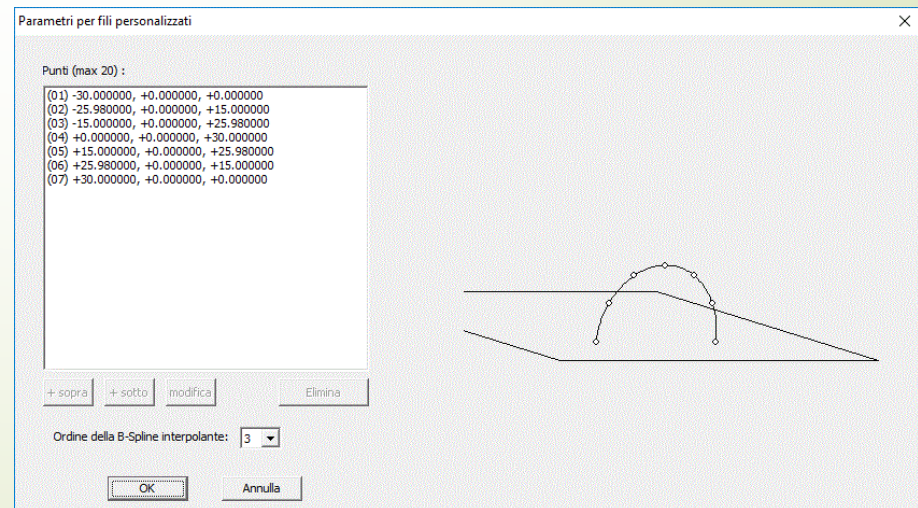 Parametri per fili personalizzati
Punti (max 20) :
(01) -30.000000, +0.000000, +0.000000
(02) -25.980000, +0.000000, +15.000000
(03) -15.000000, +0.000000, +25.980000
(04) +0.000000, +0.000000, +30.000000
(05) +15.000000, +0.000000, +25.980000
(06) +25.980000, +0.000000, +15.000000
(07) +30.000000, +0.000000, +0.000000
+ sopra + sotto modifica Elimina
Ordine della B-Spline interpolante: 3
OK Annulla